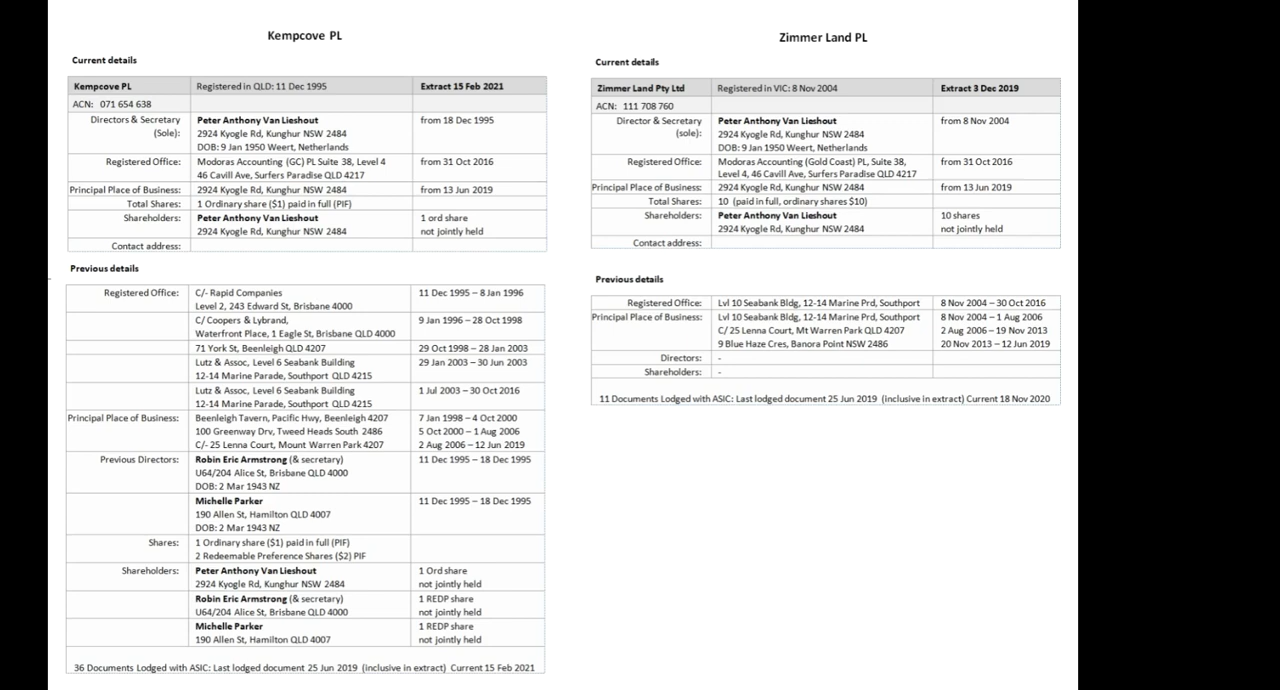 Kempcove PL
Current details
Kempcove PL Registered in QLD: 11 Dec 1995 Extract 15 Feb 2021
ACN: 071 654 638
Directors & Secretary Peter Anthony Van Lieshout from 18 Dec 1995
(sole): 2924 Kyogle Rd, Kunghur NSW 2484
DOB: 9 Jan 1950 Weert, Netherlands
Registered Office: Modoras Accounting (GC) PL Suite 38, Level 4 from 31 Oct 2016
46 Cavill Ave, Surfers Paradise QLD 4217
Principal Place of Business: 2924 Kyogle Rd, Kunghur NSW 2484 from 13 Jun 2019
Total Shares: 1 Ordinary share ($1) paid in full (PIF)
Shareholders: Peter Anthony Van Lieshout 1 ord share
2924 Kyogle Rd, Kunghur NSW 2484 not jointly held
Contact address:
Previous details
Registered Office: C/- Rapid Companies 11 Dec 1995 – 8 Jan 1996
Level 2, 243 Edward St, Brisbane 4000
C/ Coopers & Lybrand, 9 Jan 1996 – 28 Oct 1998
Waterfront Place, 1 Eagle St, Brisbane QLD 4000
71 York St, Beenleigh QLD 4207 29 Oct 1998 – 28 Jan 2003
Lutz & Assoc, Level 6 Seabank Building 29 Jan 2003 – 30 Jun 2003
12-14 Marine Parade, Southport QLD 4215
Lutz & Assoc, Level 6 Seabank Building 1 Jul 2003 – 30 Oct 2016
12-14 Marine Parade, Southport QLD 4215
Principal Place of Business: Beenleigh Tavern, Pacific Hwy, Beenleigh 4207 7 Jan 1998 – 4 Oct 2000
100 Greenway Drv, Tweed Heads South 2486 5 Oct 2000 – 1 Aug 2006
C/- 25 Lenna Court, Mount Warren Park 4207 2 Aug 2006 – 12 Jun 2019
Previous Directors: Robin Eric Armstrong (& secretary) 11 Dec 1995 – 18 Dec 1995
U64/204 Alice St, Brisbane QLD 4000
DOB: 2 Mar 1943 NZ
Michelle Parker 11 Dec 1995 – 18 Dec 1995
190 Allen St, Hamilton QLD 4007
DOB: 2 Mar 1943 NZ
Shares: 1 Ordinary share ($1) paid in full (PIF)
2 Redeemable Preference Shares ($2) PIF
Shareholders: Peter Anthony Van Lieshout 1 Ord share
2924 Kyogle Rd, Kunghur NSW 2484 not jointly held
Robin Eric Armstrong (& secretary) 1 REDP share
U64/204 Alice St, Brisbane QLD 4000 not jointly held
Michelle Parker 1 REDP share
190 Allen St, Hamilton QLD 4007 not jointly held
36 Documents Lodged with ASIC: Last lodged document 25 Jun 2019 (inclusive in extract) Current 15 Feb 2021
Zimmer Land PL
Current details
Zimmer Land Pty Ltd Registered in VIC: 8 Nov 2004 Extract 3 Dec 2019
ACN: 111 708 760
Director & Secretary Peter Anthony Van Lieshout from 8 Nov 2004
(sole): 2924 Kyogle Rd, Kunghur NSW 2484
DOB: 9 Jan 1950 Weert, Netherlands
Registered Office: Modoras Accounting (Gold Coast) PL, Suite 38, from 31 Oct 2016
Level 4, 46 Cavill Ave, Surfers Paradise QLD 4217
Principal Place of Business: 2924 Kyogle Rd, Kunghur NSW 2484 from 13 Jun 2019
Total Shares: 10 (paid in full, ordinary shares $10)
Shareholders: Peter Anthony Van Lieshout 10 shares
2924 Kyogle Rd, Kunghur NSW 2484 not jointly held
Contact address:
Previous details
Registered Office: Lvl 10 Seabank Bldg, 12-14 Marine Prd, Southport 8 Nov 2004 – 30 Oct 2016
Principal Place of Business: Lvl 10 Seabank Bldg, 12-14 Marine Prd, Southport 8 Nov 2004 – 1 Aug 2006
C/ 25 Lenna Court, Mt Warren Park QLD 4207 2 Aug 2006 – 19 Nov 2013
9 Blue Haze Cres, Banora Point NSW 2486 20 Nov 2013 – 12 Jun 2019
Directors: -
Shareholders: -
11 Documents Lodged with ASIC: Last lodged document 25 Jun 2019 (inclusive in extract) Current 18 Nov 2020